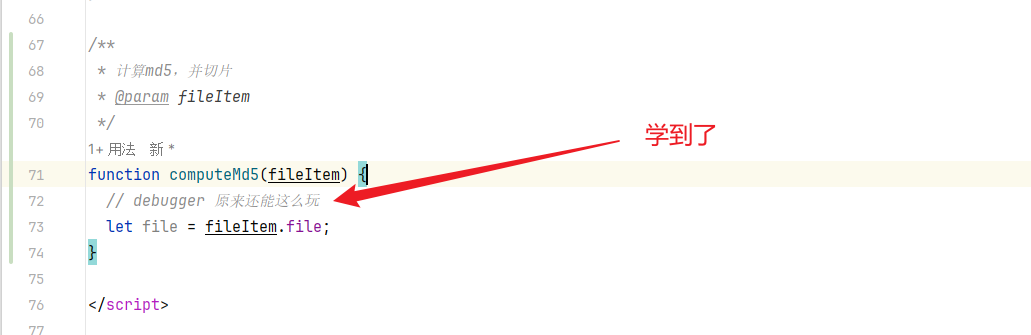 66
67 /**
68 * 计算md5，并切片
69 * @param fileItem
70 */
1+ 用法 新 *
学到了
71 function computeMd5(fileItem) {
72 // debugger 原来还能这么玩
73 let file = fileItem.file;
74 }
75
76 </script>
77